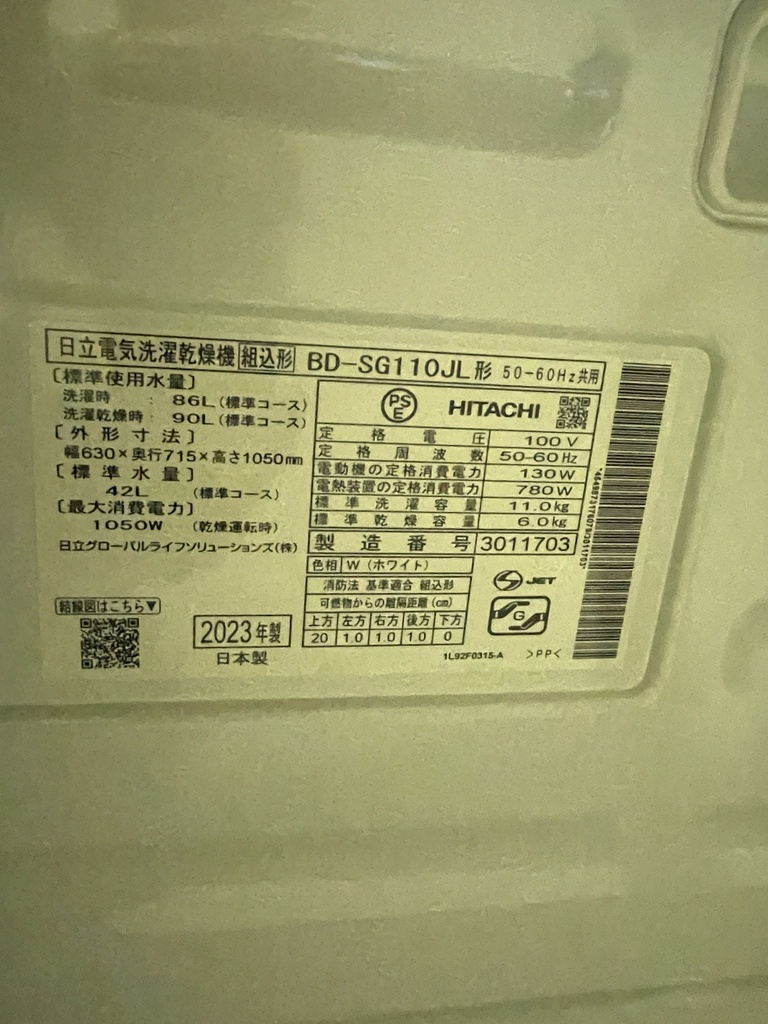 日立電気洗濯乾燥機 組込形 BD-SG110JL形 50-60Hz共用
〔標準使用水量〕
洗濯時 : 86L(標準コース)
洗濯乾燥時 : 90L(標準コース)
〔外形寸法〕
幅630×奥行715×高さ1050mm
〔標準水量〕
42L (標準コース)
〔最大消費電力〕
1050W (乾燥運転時)
日立グローバルライフソリューションズ(株)
結線図はこちら▼
2023年製
日本製
PSE HITACHI
定格電圧 100V
定格周波数 50-60Hz
電動機の定格消費電力 130W
電熱装置の定格消費電力 780W
標準洗濯容量 11.0kg
標準乾燥容量 6.0kg
製造番号 3011703
色相 W(ホワイト)
消防法 基準適合 組込形
可燃物からの離隔距離(cm)
上方 左方 右方 後方 下方
20 1.0 1.0 1.0 0
JET
G
1L92F0315-A >PP<